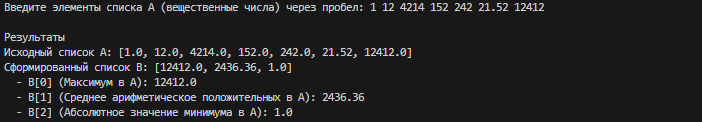 Введите элементы списка A (вещественные числа) через пробел: 1 12 4214 152 242 21.52 12412
Результаты
Исходный список A: [1.0, 12.0, 4214.0, 152.0, 242.0, 21.52, 12412.0]
Сформированный список B: [12412.0, 2436.36, 1.0]
- B[0] (Максимум в A): 12412.0
- B[1] (Среднее арифметическое положительных в A): 2436.36
- B[2] (Абсолютное значение минимума в A): 1.0